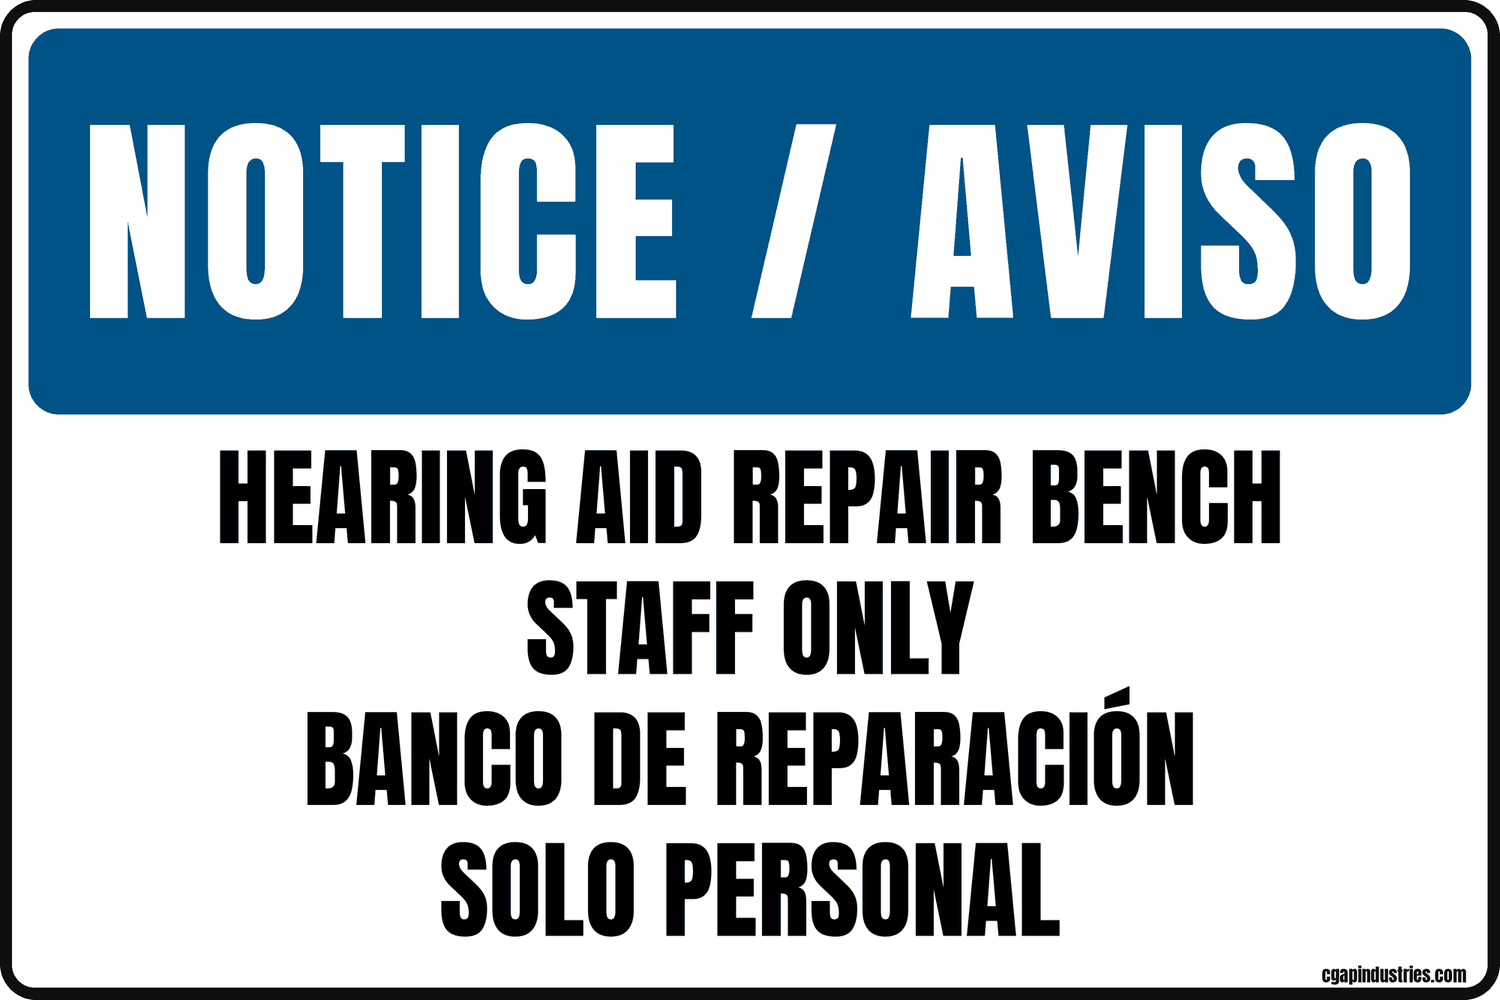 NOTICE / AVISO
HEARING AID REPAIR BENCH
STAFF ONLY
BANCO DE REPARACIÓN
SOLO PERSONAL
cgapindustries.com